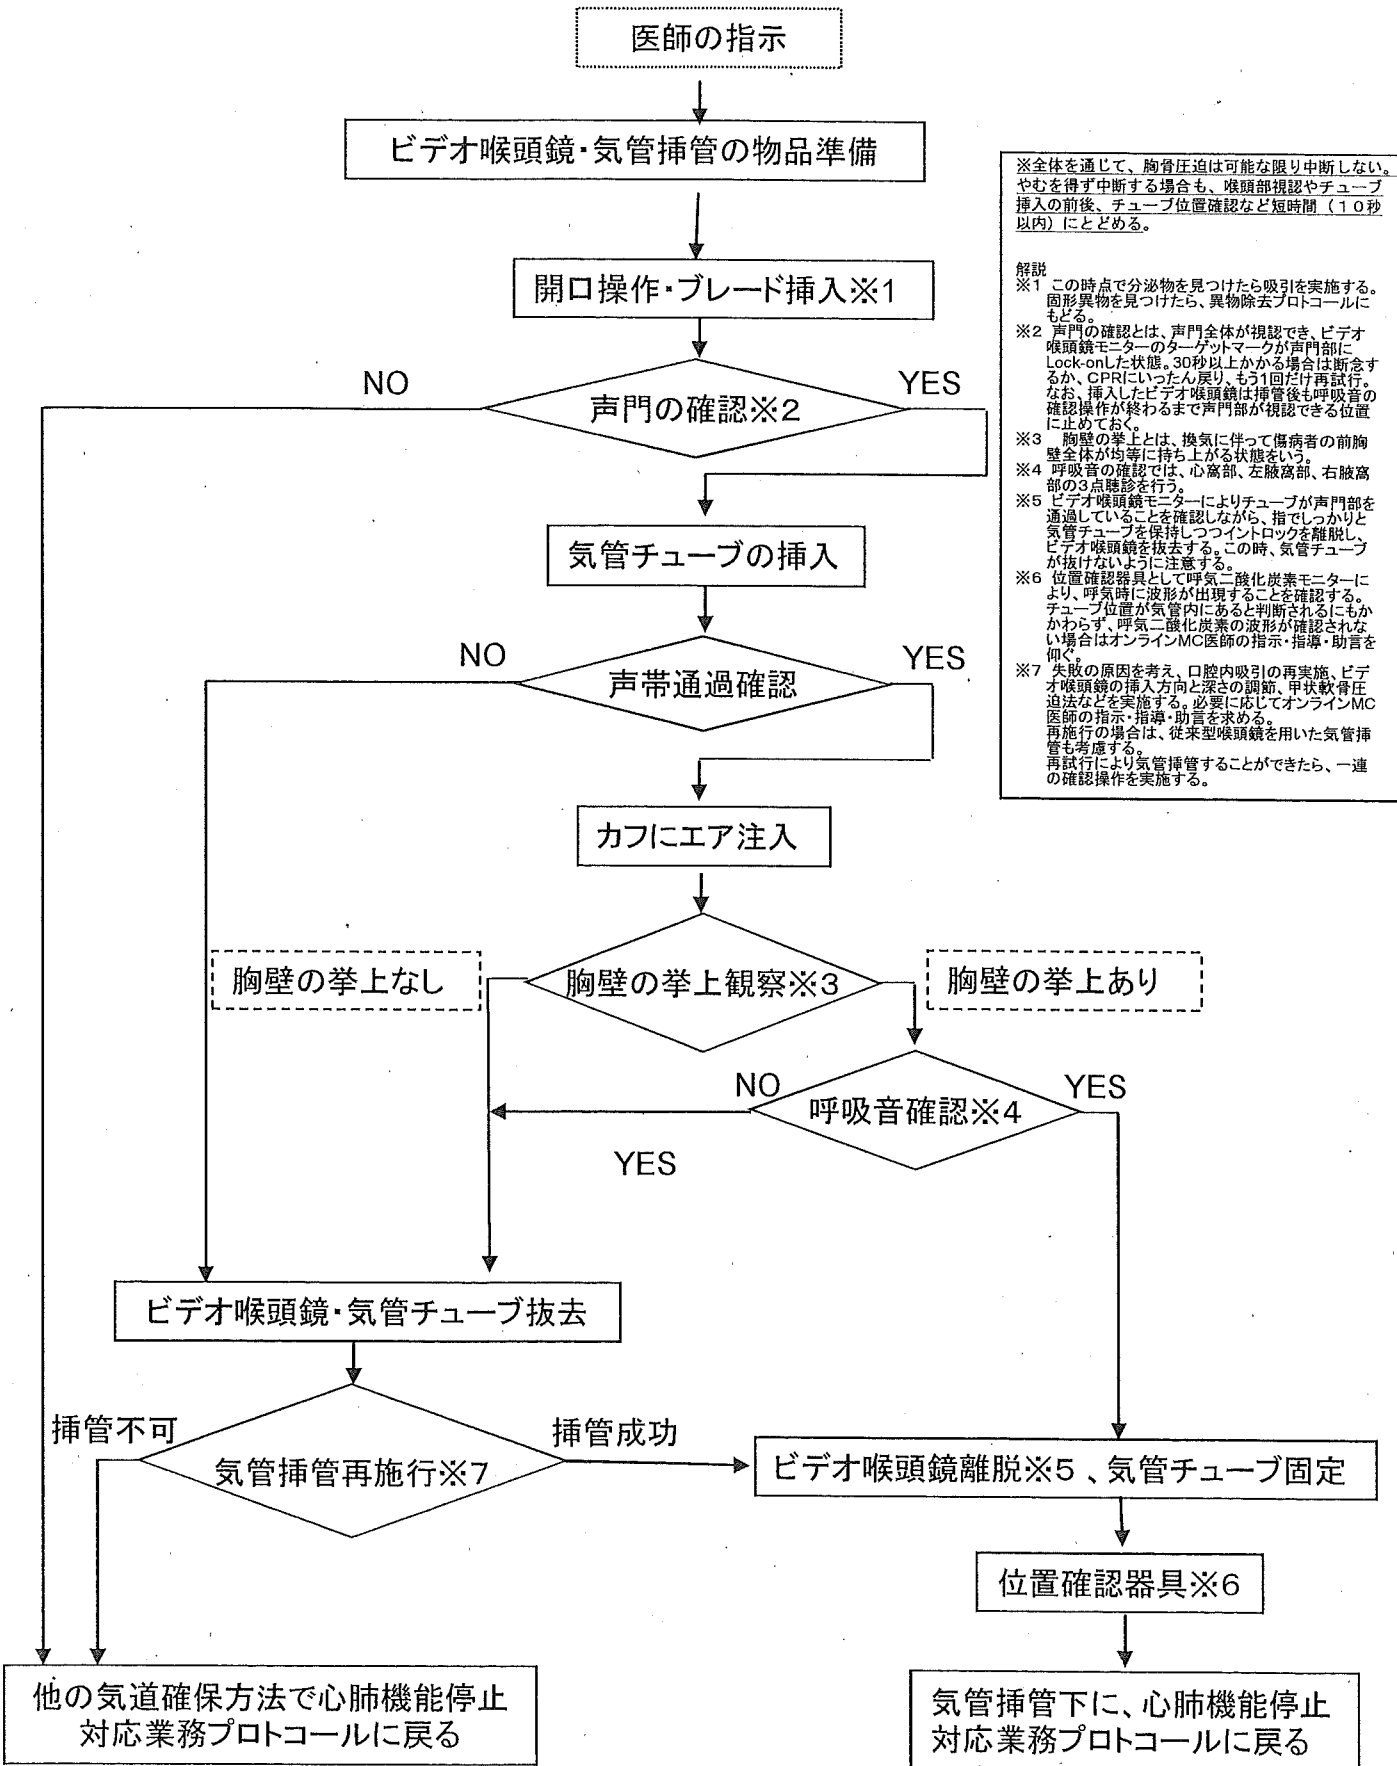 医師の指示
ビデオ喉頭鏡・気管挿管の物品準備
開口操作・ブレード挿入※1
NO
YES
声門の確認※2
気管チューブの挿入
NO
YES
声帯通過確認
カフにエア注入
胸壁の挙上なし
胸壁の挙上観察※3
胸壁の挙上あり
NO
YES
呼吸音確認※4
YES
ビデオ喉頭鏡・気管チューブ抜去
挿管不可
挿管成功
気管挿管再施行※7
ビデオ喉頭鏡離脱※5、気管チューブ固定
位置確認器具※6
他の気道確保方法で心肺機能停止
対応業務プロトコールに戻る
気管挿管下に、心肺機能停止
対応業務プロトコールに戻る
※全体を通じて、胸骨圧迫は可能な限り中断しない。
やむを得ず中断する場合も、喉頭部視認やチューブ
挿入の前後、チューブ位置確認など短時間(10秒
以内)にとどめる。
解説
※1 この時点で分泌物を見つけたら吸引を実施する。
固形異物を見つけたら、異物除去プロトコールに
もどる。
※2 声門の確認とは、声門全体が視認でき、ビデオ
喉頭鏡モニターのターゲットマークが声門部に
Lock-onした状態。30秒以上かかる場合は断念す
るか、CPRにいったん戻り、もう1回だけ再試行。
なお、挿入したビデオ喉頭鏡は挿管後も呼吸音の
確認操作が終わるまで声門部が視認できる位置
に止めておく。
※3 胸壁の挙上とは、換気に伴って傷病者の前胸
壁全体が均等に持ち上がる状態をいう。
※4 呼吸音の確認では、心窩部、左腋窩部、右腋窩
部の3点聴診を行う。
※5 ビデオ喉頭鏡モニターによりチューブが声門部を
通過していることを確認しながら、指でしっかりと
気管チューブを保持しつつイントロックを離脱し、
ビデオ喉頭鏡を抜去する。この時、気管チューブ
が抜けないように注意する。
※6 位置確認器具として呼気二酸化炭素モニターに
より、呼気時に波形が出現することを確認する。
チューブ位置が気管内にあると判断されるにもか
かわらず、呼気二酸化炭素の波形が確認されな
い場合はオンラインMC医師の指示・指導・助言を
仰ぐ。
※7 失敗の原因を考え、口腔内吸引の再実施、ビデ
オ喉頭鏡の挿入方向と深さの調節、甲状軟骨圧
迫法などを実施する。必要に応じてオンラインMC
医師の指示・指導・助言を求める。
再施行の場合は、従来型喉頭鏡を用いた気管挿
管も考慮する。
再試行により気管挿管することができたら、一連
の確認操作を実施する。